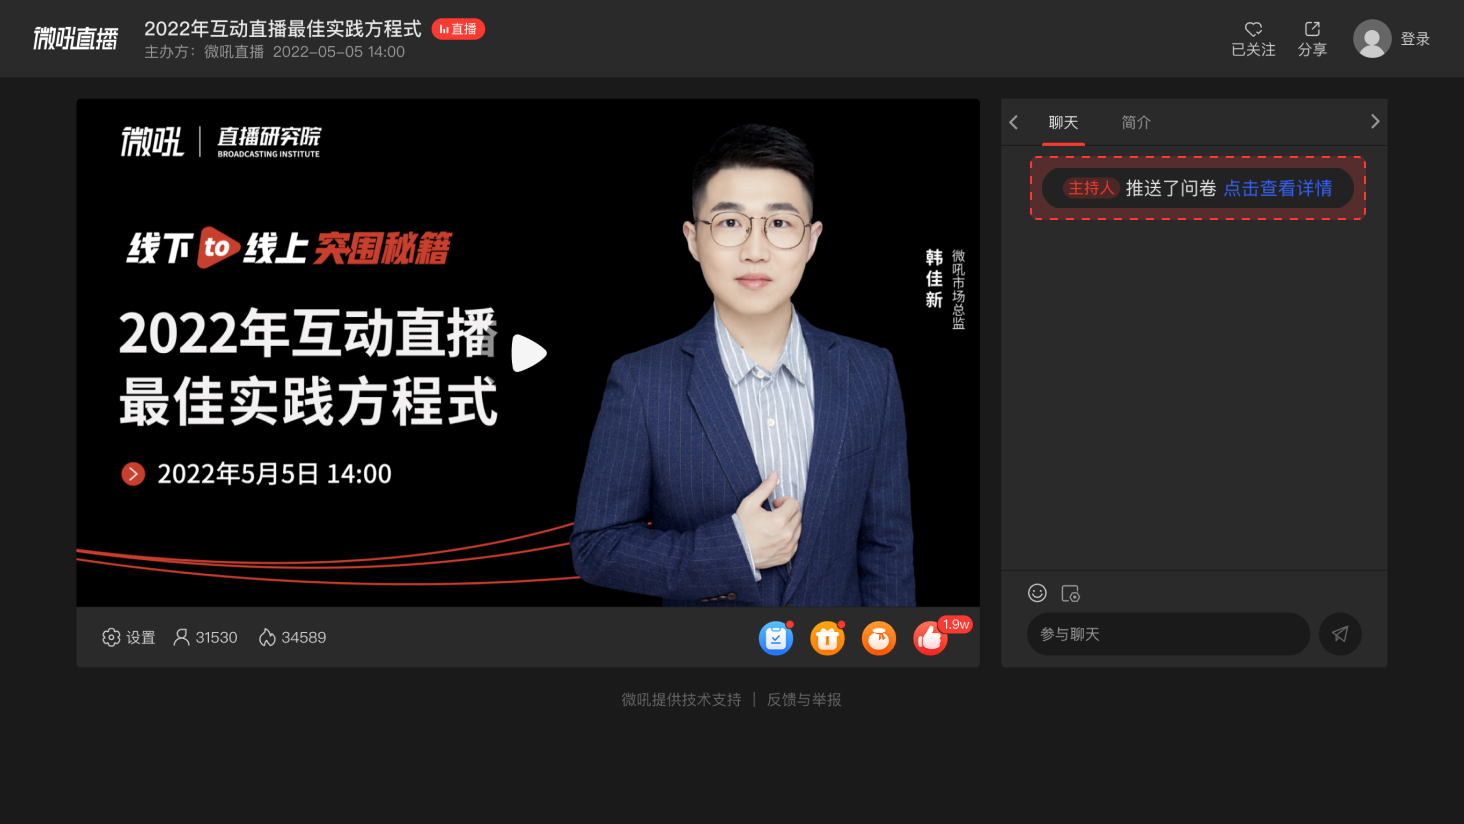 微吼直播
2022年互动直播最佳实践方程式
直播
主办方：微吼直播 2022-05-05 14:00
已关注
分享
登录
微吼
直播研究院
BROADCASTING INSTITUTE
线下 to 线上 突围秘籍
2022年互动直播
最佳实践方程式
2022年5月5日 14:00
韩佳新
微吼市场总监
设置
31530
34589
1.9w
聊天
简介
主持人 推送了问卷 点击查看详情
参与聊天
微吼提供技术支持 | 反馈与举报